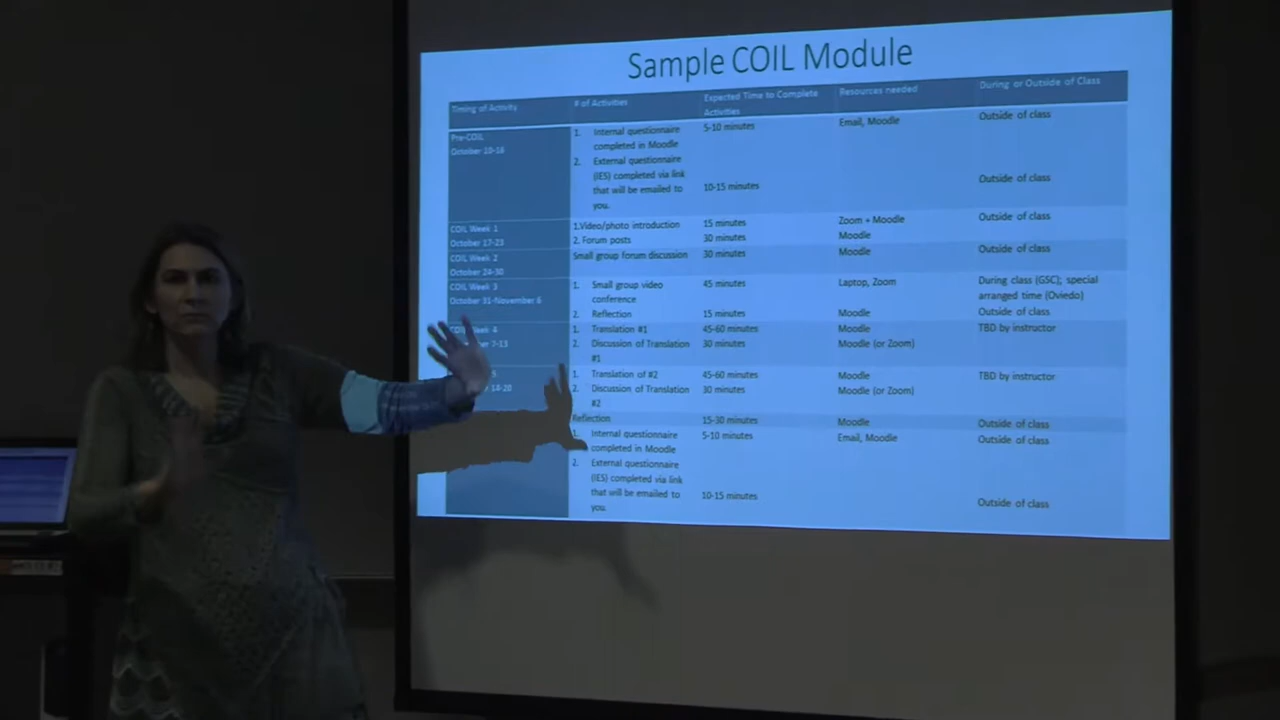 Sample COIL Module
Timing of Activity # of Activities Expected Time to Complete Activities Resources needed During or Outside of Class
Pre-COIL
October 10-16
1. Internal questionnaire
completed in Moodle
5-10 minutes
Email, Moodle
Outside of class
2. External questionnaire
(IES) completed via link
that will be emailed to
you.
10-15 minutes
Outside of class
COIL Week 1
October 17-23
1.Video/photo introduction
15 minutes
Zoom + Moodle
Outside of class
2. Forum posts
30 minutes
Moodle
COIL Week 2
October 24-30
Small group forum discussion
30 minutes
Moodle
Outside of class
COIL Week 3
October 31-November 6
1. Small group video
conference
45 minutes
Laptop, Zoom
During class (GSC); special
arranged time (Oviedo)
2. Reflection
15 minutes
Moodle
Outside of class
4
7-13
1. Translation #1
45-60 minutes
Moodle
TBD by instructor
2. Discussion of Translation
#1
30 minutes
Moodle (or Zoom)
5
14-20
1. Translation of #2
45-60 minutes
Moodle
TBD by instructor
2. Discussion of Translation
#2
30 minutes
Moodle (or Zoom)
Reflection
15-30 minutes
Moodle
Outside of class
1. Internal questionnaire
completed in Moodle
5-10 minutes
Email, Moodle
Outside of class
2. External questionnaire
(IES) completed via link
that will be emailed to
you.
10-15 minutes
Outside of class